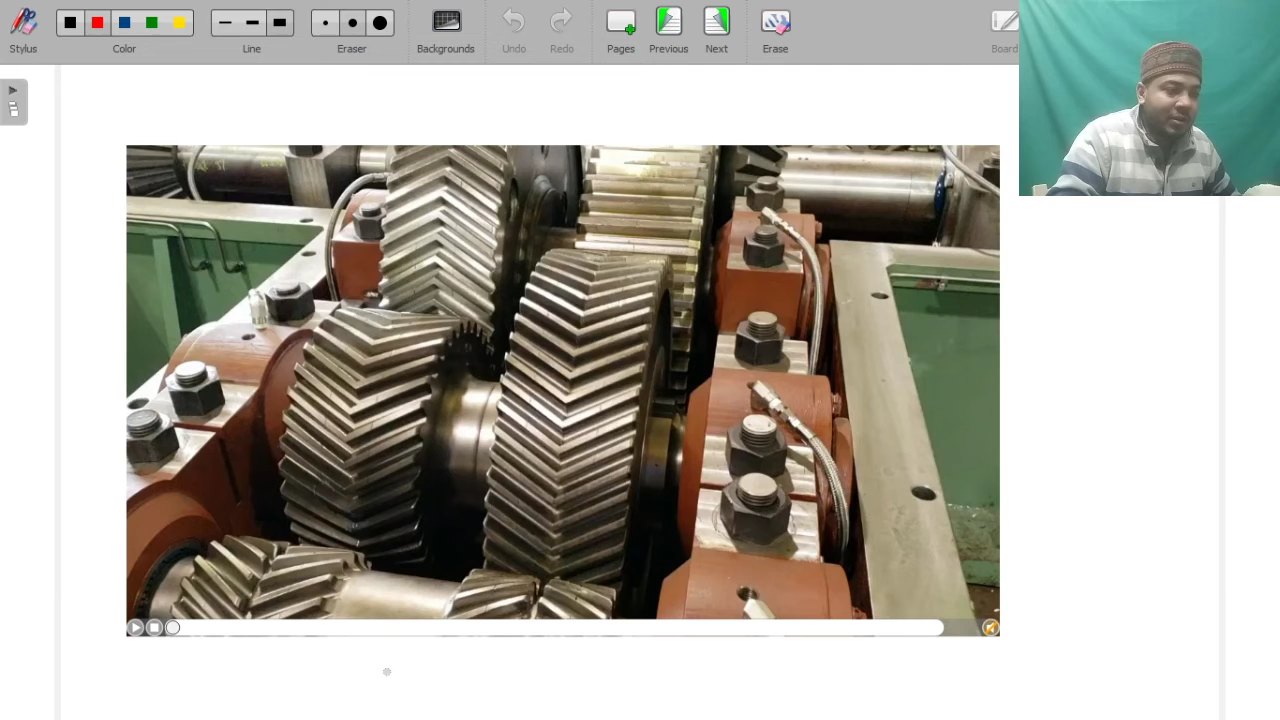 Stylus
Color
Line
Eraser
Backgrounds
Undo
Redo
Pages
Previous
Next
Erase
Board